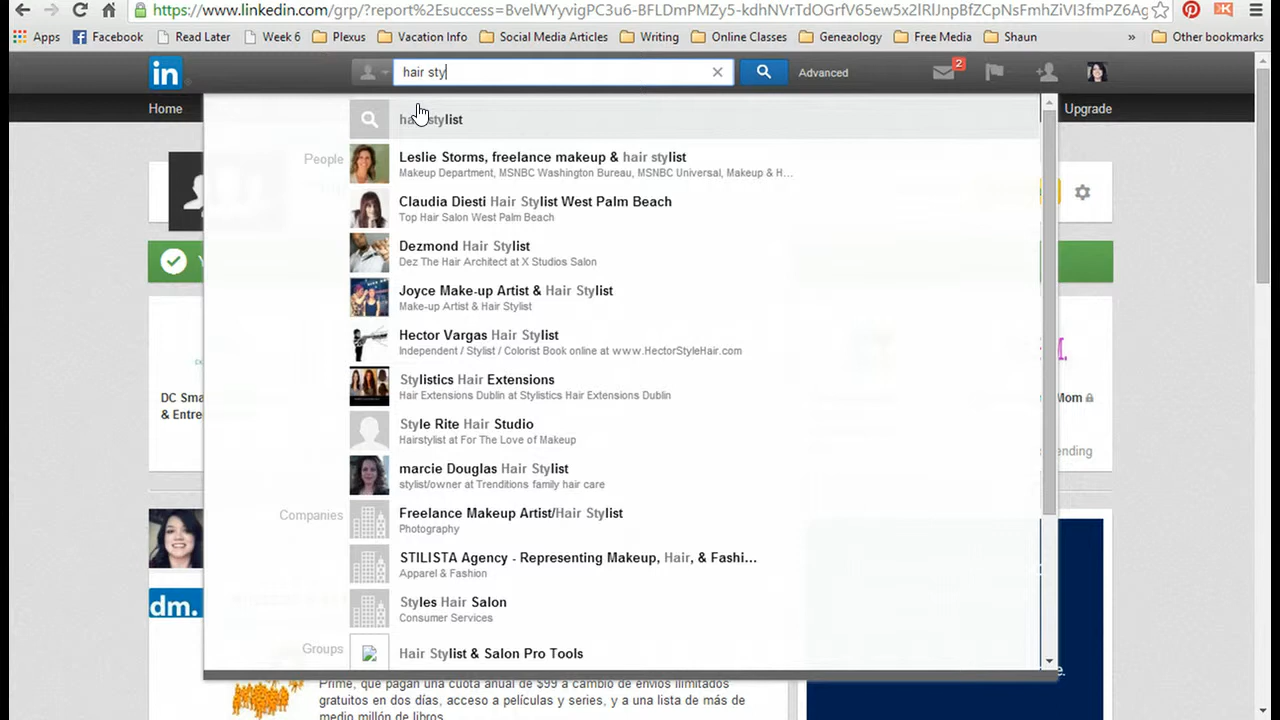 https://www.linkedin.com/grp/?report%2Esuccess=BvelWYyvigPC3u6-BFLDmPMZy5-kdhNVrTdOGrfV65ew5x2lRlJnpBfZCpNsFmhZiVI3fmPZ6Ag
Apps Facebook Read Later Week 6 Plexus Vacation Info Social Media Articles Writing Online Classes Geneaology Free Media Shaun » Other bookmarks
in hair sty Advanced 2
Home Upgrade
hair stylist
People
Leslie Storms, freelance makeup & hair stylist
Makeup Department, MSNBC Washington Bureau, MSNBC Universal, Makeup & H...
Claudia Diesti Hair Stylist West Palm Beach
Top Hair Salon West Palm Beach
Dezmond Hair Stylist
Dez The Hair Architect at X Studios Salon
Joyce Make-up Artist & Hair Stylist
Make-up Artist & Hair Stylist
Hector Vargas Hair Stylist
Independent / Stylist / Colorist Book online at www.HectorStyleHair.com
Stylistics Hair Extensions
Hair Extensions Dublin at Stylistics Hair Extensions Dublin
DC Sma
& Entre
Mom
Style Rite Hair Studio
Hairstylist at For The Love of Makeup
nding
marcie Douglas Hair Stylist
stylist/owner at Trenditions family hair care
Companies
Freelance Makeup Artist/Hair Stylist
Photography
STILISTA Agency - Representing Makeup, Hair, & Fashi...
Apparel & Fashion
dm.
Styles Hair Salon
Consumer Services
Groups
Hair Stylist & Salon Pro Tools
Prime, que pagan una cuota anual de $99 a cambio de envíos ilimitados
gratuitos en dos días, acceso a películas y series, y a una lista de más de
medio millón de libros.